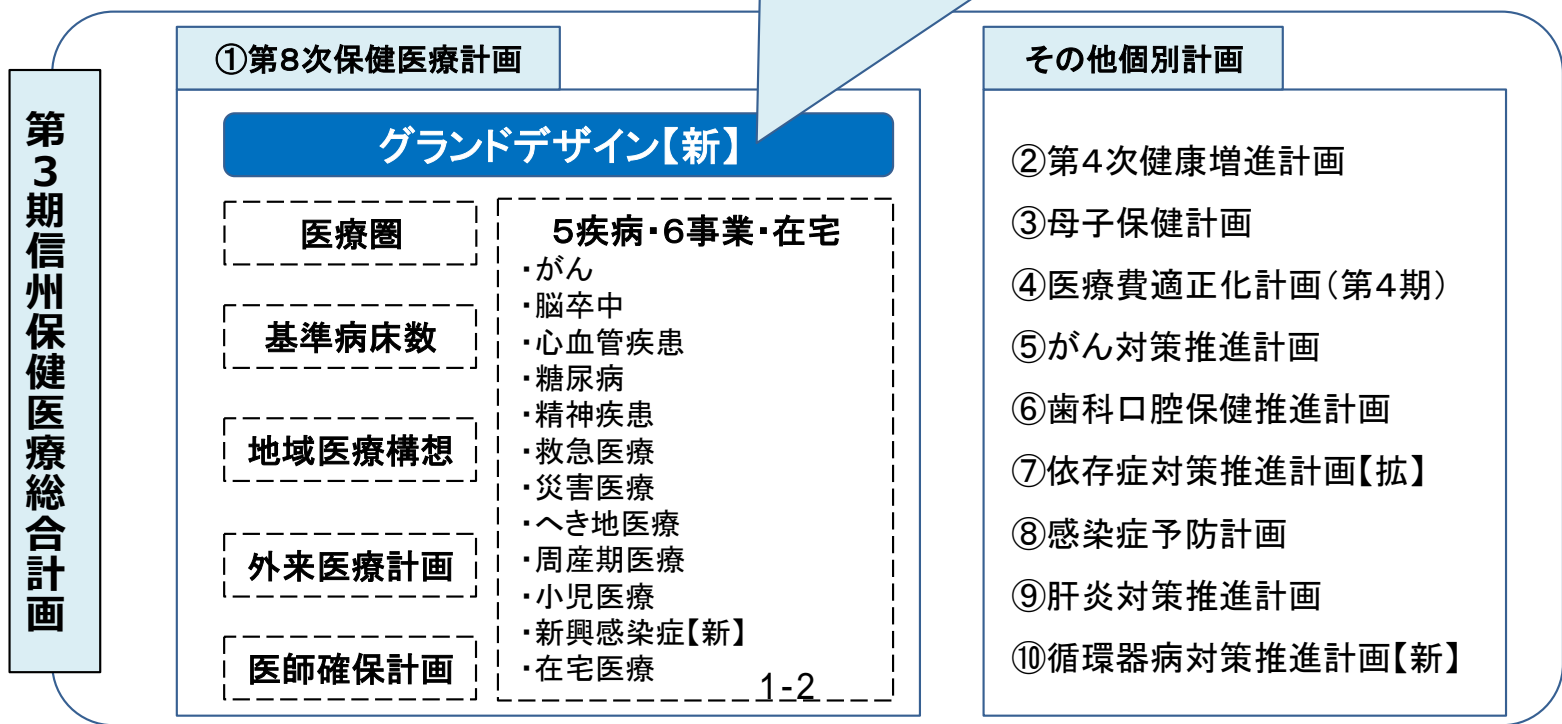 第3期信州保健医療総合計画
①第8次保健医療計画
グランドデザイン【新】
医療圏
基準病床数
地域医療構想
外来医療計画
医師確保計画
5疾病・6事業・在宅
・がん
・脳卒中
・心血管疾患
・糖尿病
・精神疾患
・救急医療
・災害医療
・へき地医療
・周産期医療
・小児医療
・新興感染症【新】
・在宅医療
1-2
その他個別計画
②第4次健康増進計画
③母子保健計画
④医療費適正化計画(第4期)
⑤がん対策推進計画
⑥歯科口腔保健推進計画
⑦依存症対策推進計画【拡】
⑧感染症予防計画
⑨肝炎対策推進計画
⑩循環器病対策推進計画【新】